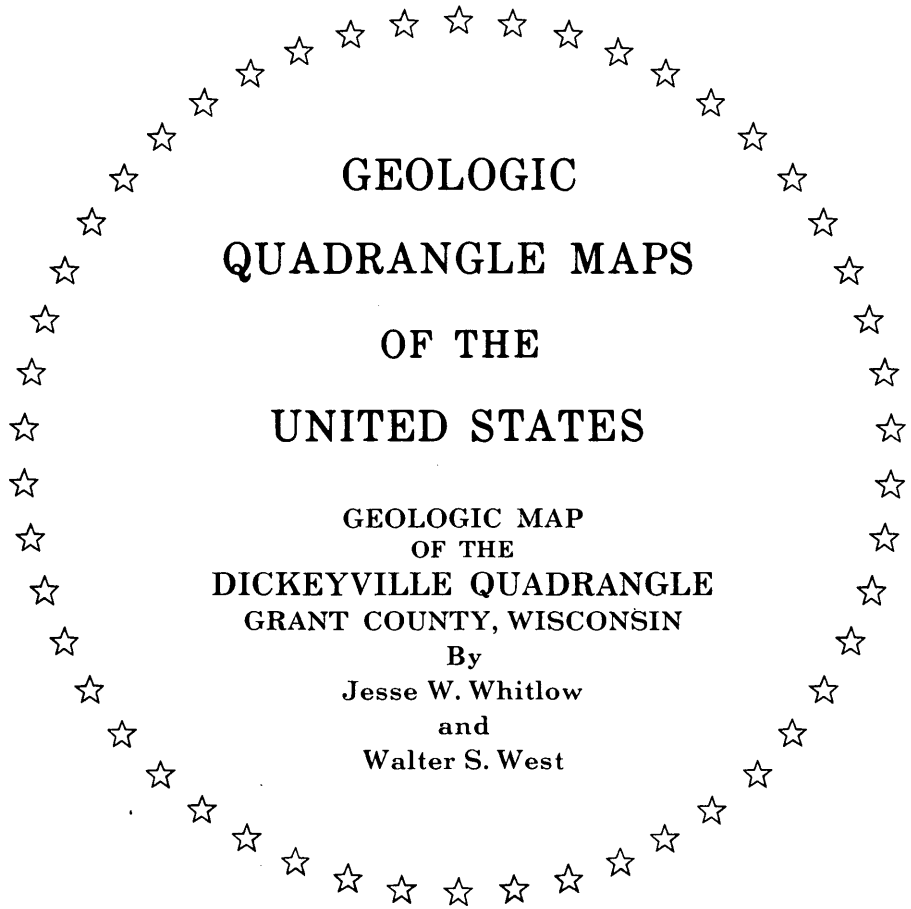 GEOLOGIC
QUADRANGLE MAPS
OF THE
UNITED STATES
GEOLOGIC MAP
OF THE
DICKEYVILLE QUADRANGLE
GRANT COUNTY, WISCONSIN
By
Jesse W. Whitlow
and
Walter S. West